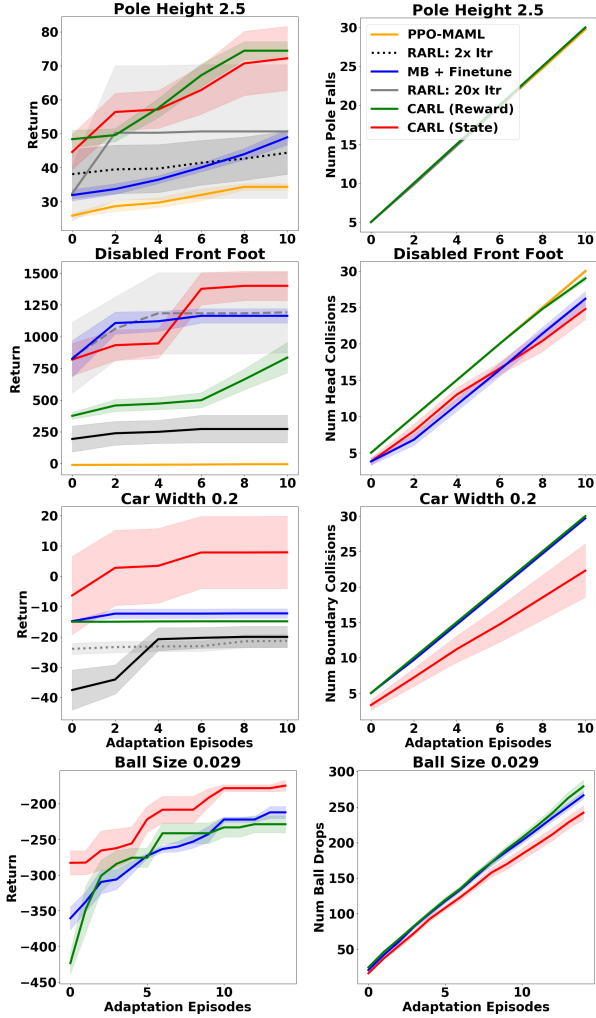 Pole Height 2.5
80
70
60
50
40
30
Return
0 2 4 6 8 10
Pole Height 2.5
30
25
20
15
10
5
Num Pole Falls
PPO-MAML
RARL: 2x Itr
MB + Finetune
RARL: 20x Itr
CARL (Reward)
CARL (State)
0 2 4 6 8 10
Disabled Front Foot
1500
1250
1000
750
500
250
0
Return
0 2 4 6 8 10
Disabled Front Foot
30
25
20
15
10
5
Num Head Collisions
0 2 4 6 8 10
Car Width 0.2
20
10
0
−10
−20
−30
−40
Return
0 2 4 6 8 10
Adaptation Episodes
Car Width 0.2
30
25
20
15
10
5
Num Boundary Collisions
0 2 4 6 8 10
Adaptation Episodes
Ball Size 0.029
−200
−250
−300
−350
−400
−450
Return
0 5 10
Adaptation Episodes
Ball Size 0.029
300
250
200
150
100
50
Num Ball Drops
0 5 10
Adaptation Episodes